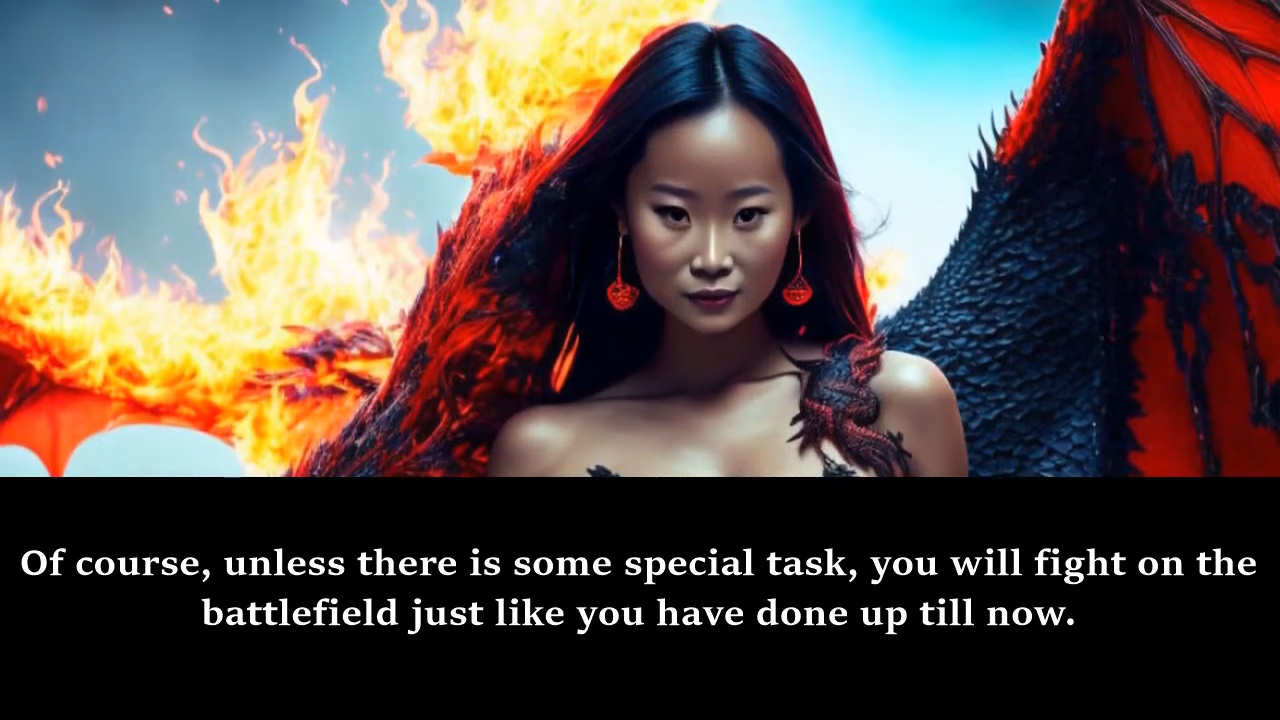 Of course, unless there is some special task, you will fight on the
battlefield just like you have done up till now.